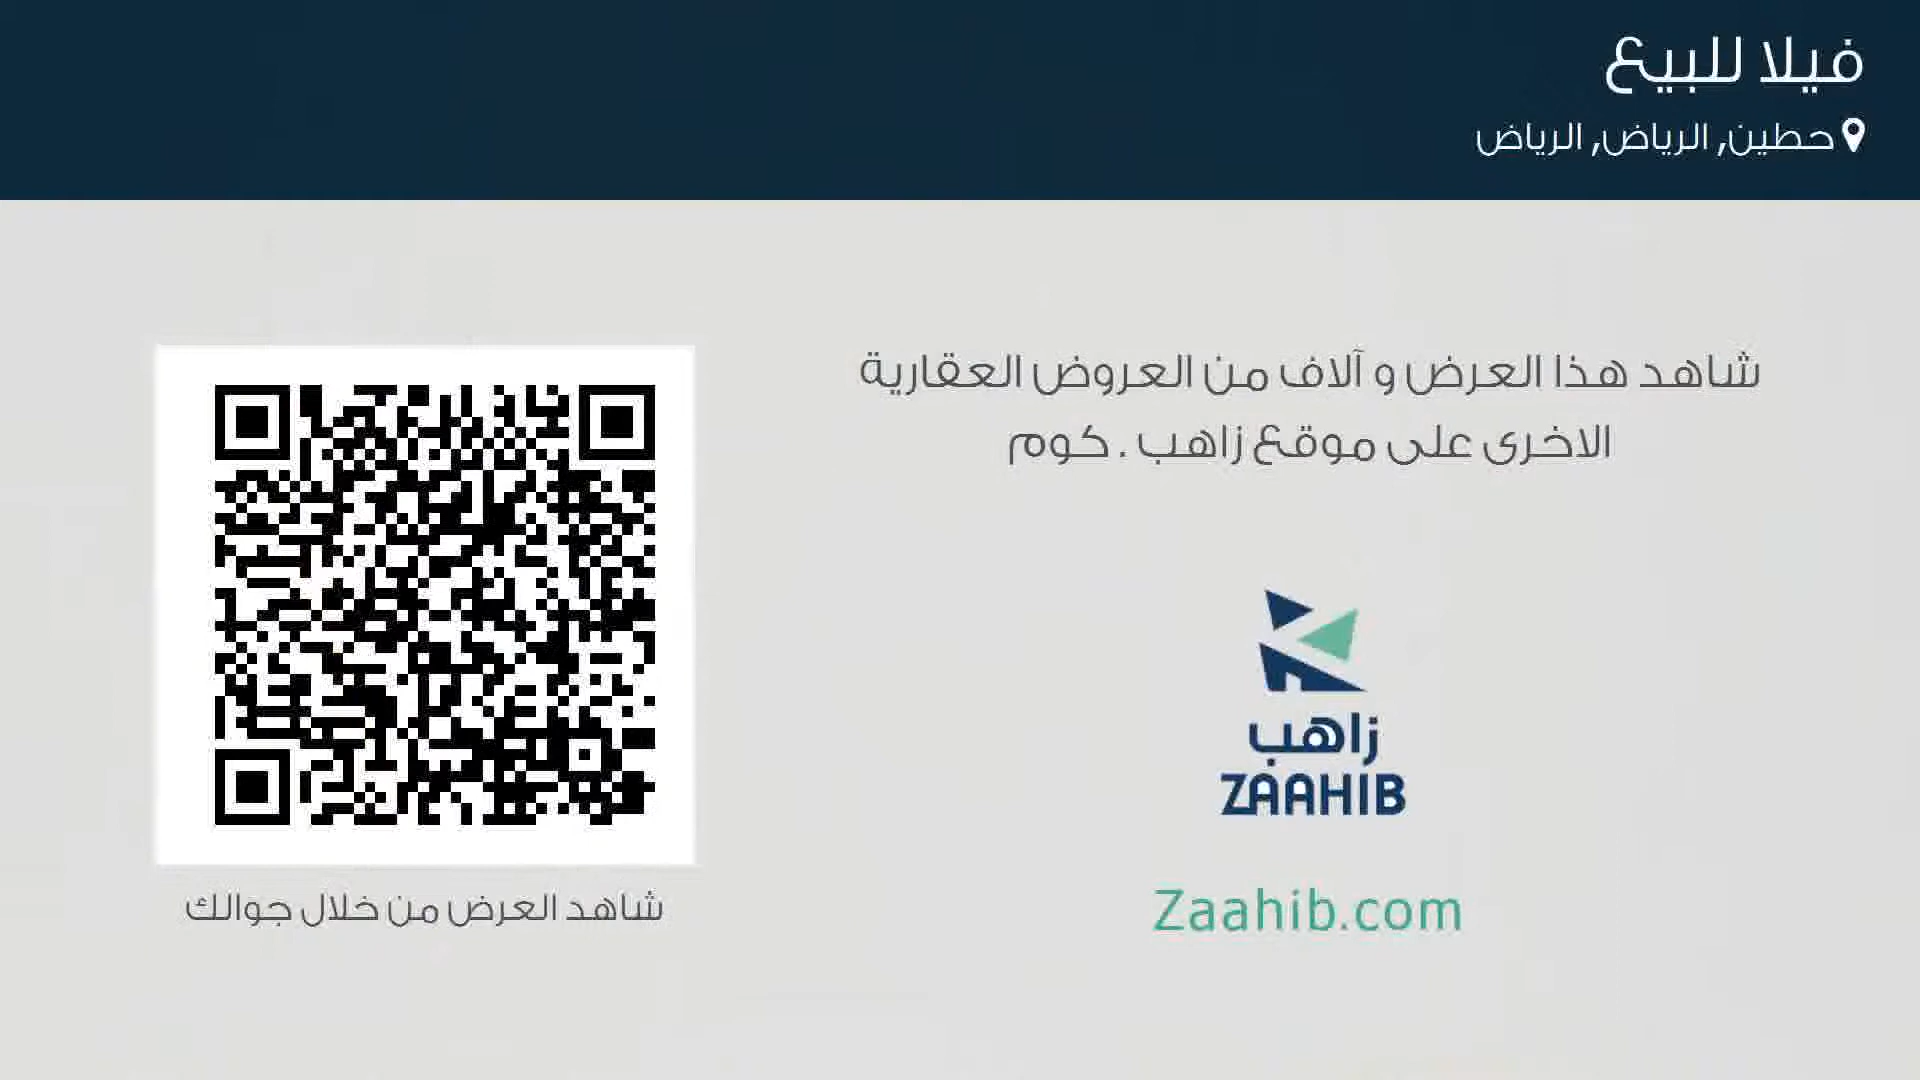 فيلا للبيع
حطين, الرياض, الرياض
شاهد هذا العرض و آلاف من العروض العقارية
الاخرى على موقع زاهب . كوم
زاهب
ZAAHIB
Zaahib.com
شاهد العرض من خلال جوالك